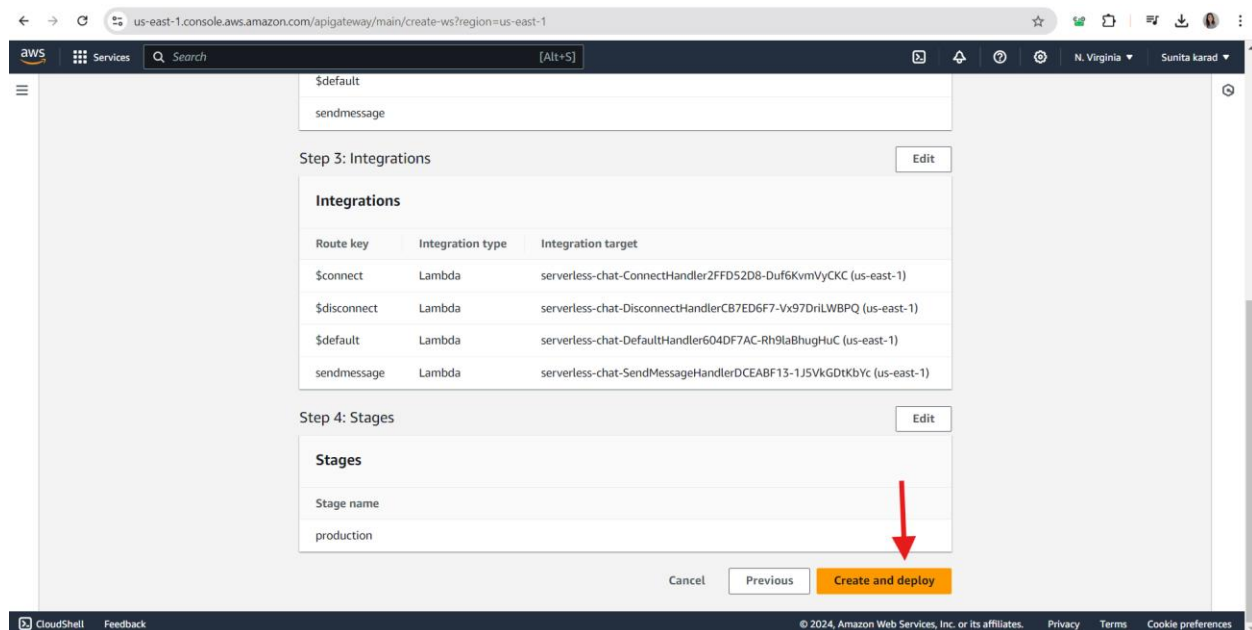 us-east-1.console.aws.amazon.com/apigateway/main/create-ws?region=us-east-1
aws Services Search [Alt+S] N. Virginia Sunita karad
$default
sendmessage
Step 3: Integrations Edit
Integrations
Route key Integration type Integration target
$connect Lambda serverless-chat-ConnectHandler2FFD52D8-Duf6KvmVyCKC (us-east-1)
$disconnect Lambda serverless-chat-DisconnectHandlerCB7ED6F7-Vx97DriLWBPQ (us-east-1)
$default Lambda serverless-chat-DefaultHandler604DF7AC-Rh9laBhugHuC (us-east-1)
sendmessage Lambda serverless-chat-SendMessageHandlerDCEABF13-1J5VkGDtKbYc (us-east-1)
Step 4: Stages Edit
Stages
Stage name
production
Cancel Previous Create and deploy
CloudShell Feedback © 2024, Amazon Web Services, Inc. or its affiliates. Privacy Terms Cookie preferences